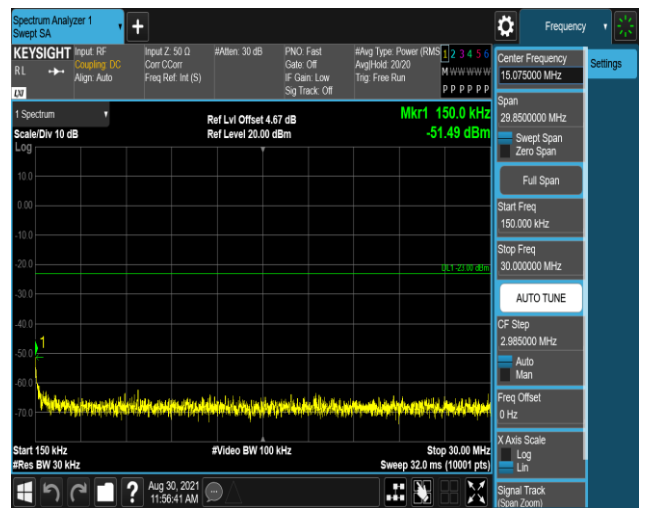 Spectrum Analyzer 1
Swept SA
+
Frequency
KEYSIGHT
RL
LXI
Input: RF
Coupling: DC
Align: Auto
Input Z: 50 Ω
Corr CCorr
Freq Ref: Int (S)
#Atten: 30 dB
PNO: Fast
Gate: Off
IF Gain: Low
Sig Track: Off
#Avg Type: Power (RMS
Avg|Hold: 20/20
Trig: Free Run
1 2 3 4 5 6
M W W W W W
P P P P P P
Center Frequency
15.075000 MHz
Settings
Span
29.8500000 MHz
Swept Span
Zero Span
Full Span
Start Freq
150.000 kHz
Stop Freq
30.000000 MHz
AUTO TUNE
CF Step
2.985000 MHz
Auto
Man
Freq Offset
0 Hz
X Axis Scale
Log
Lin
Signal Track
(Span Zoom)
1 Spectrum
Scale/Div 10 dB
Log
Ref Lvl Offset 4.67 dB
Ref Level 20.00 dBm
Mkr1 150.0 kHz
-51.49 dBm
10.0
0.00
-10.0
-20.0
DL1 -23.00 dBm
-30.0
-40.0
1
-50.0
-60.0
-70.0
Start 150 kHz
#Res BW 30 kHz
#Video BW 100 kHz
Stop 30.00 MHz
Sweep 32.0 ms (10001 pts)
?
Aug 30, 2021
11:56:41 AM